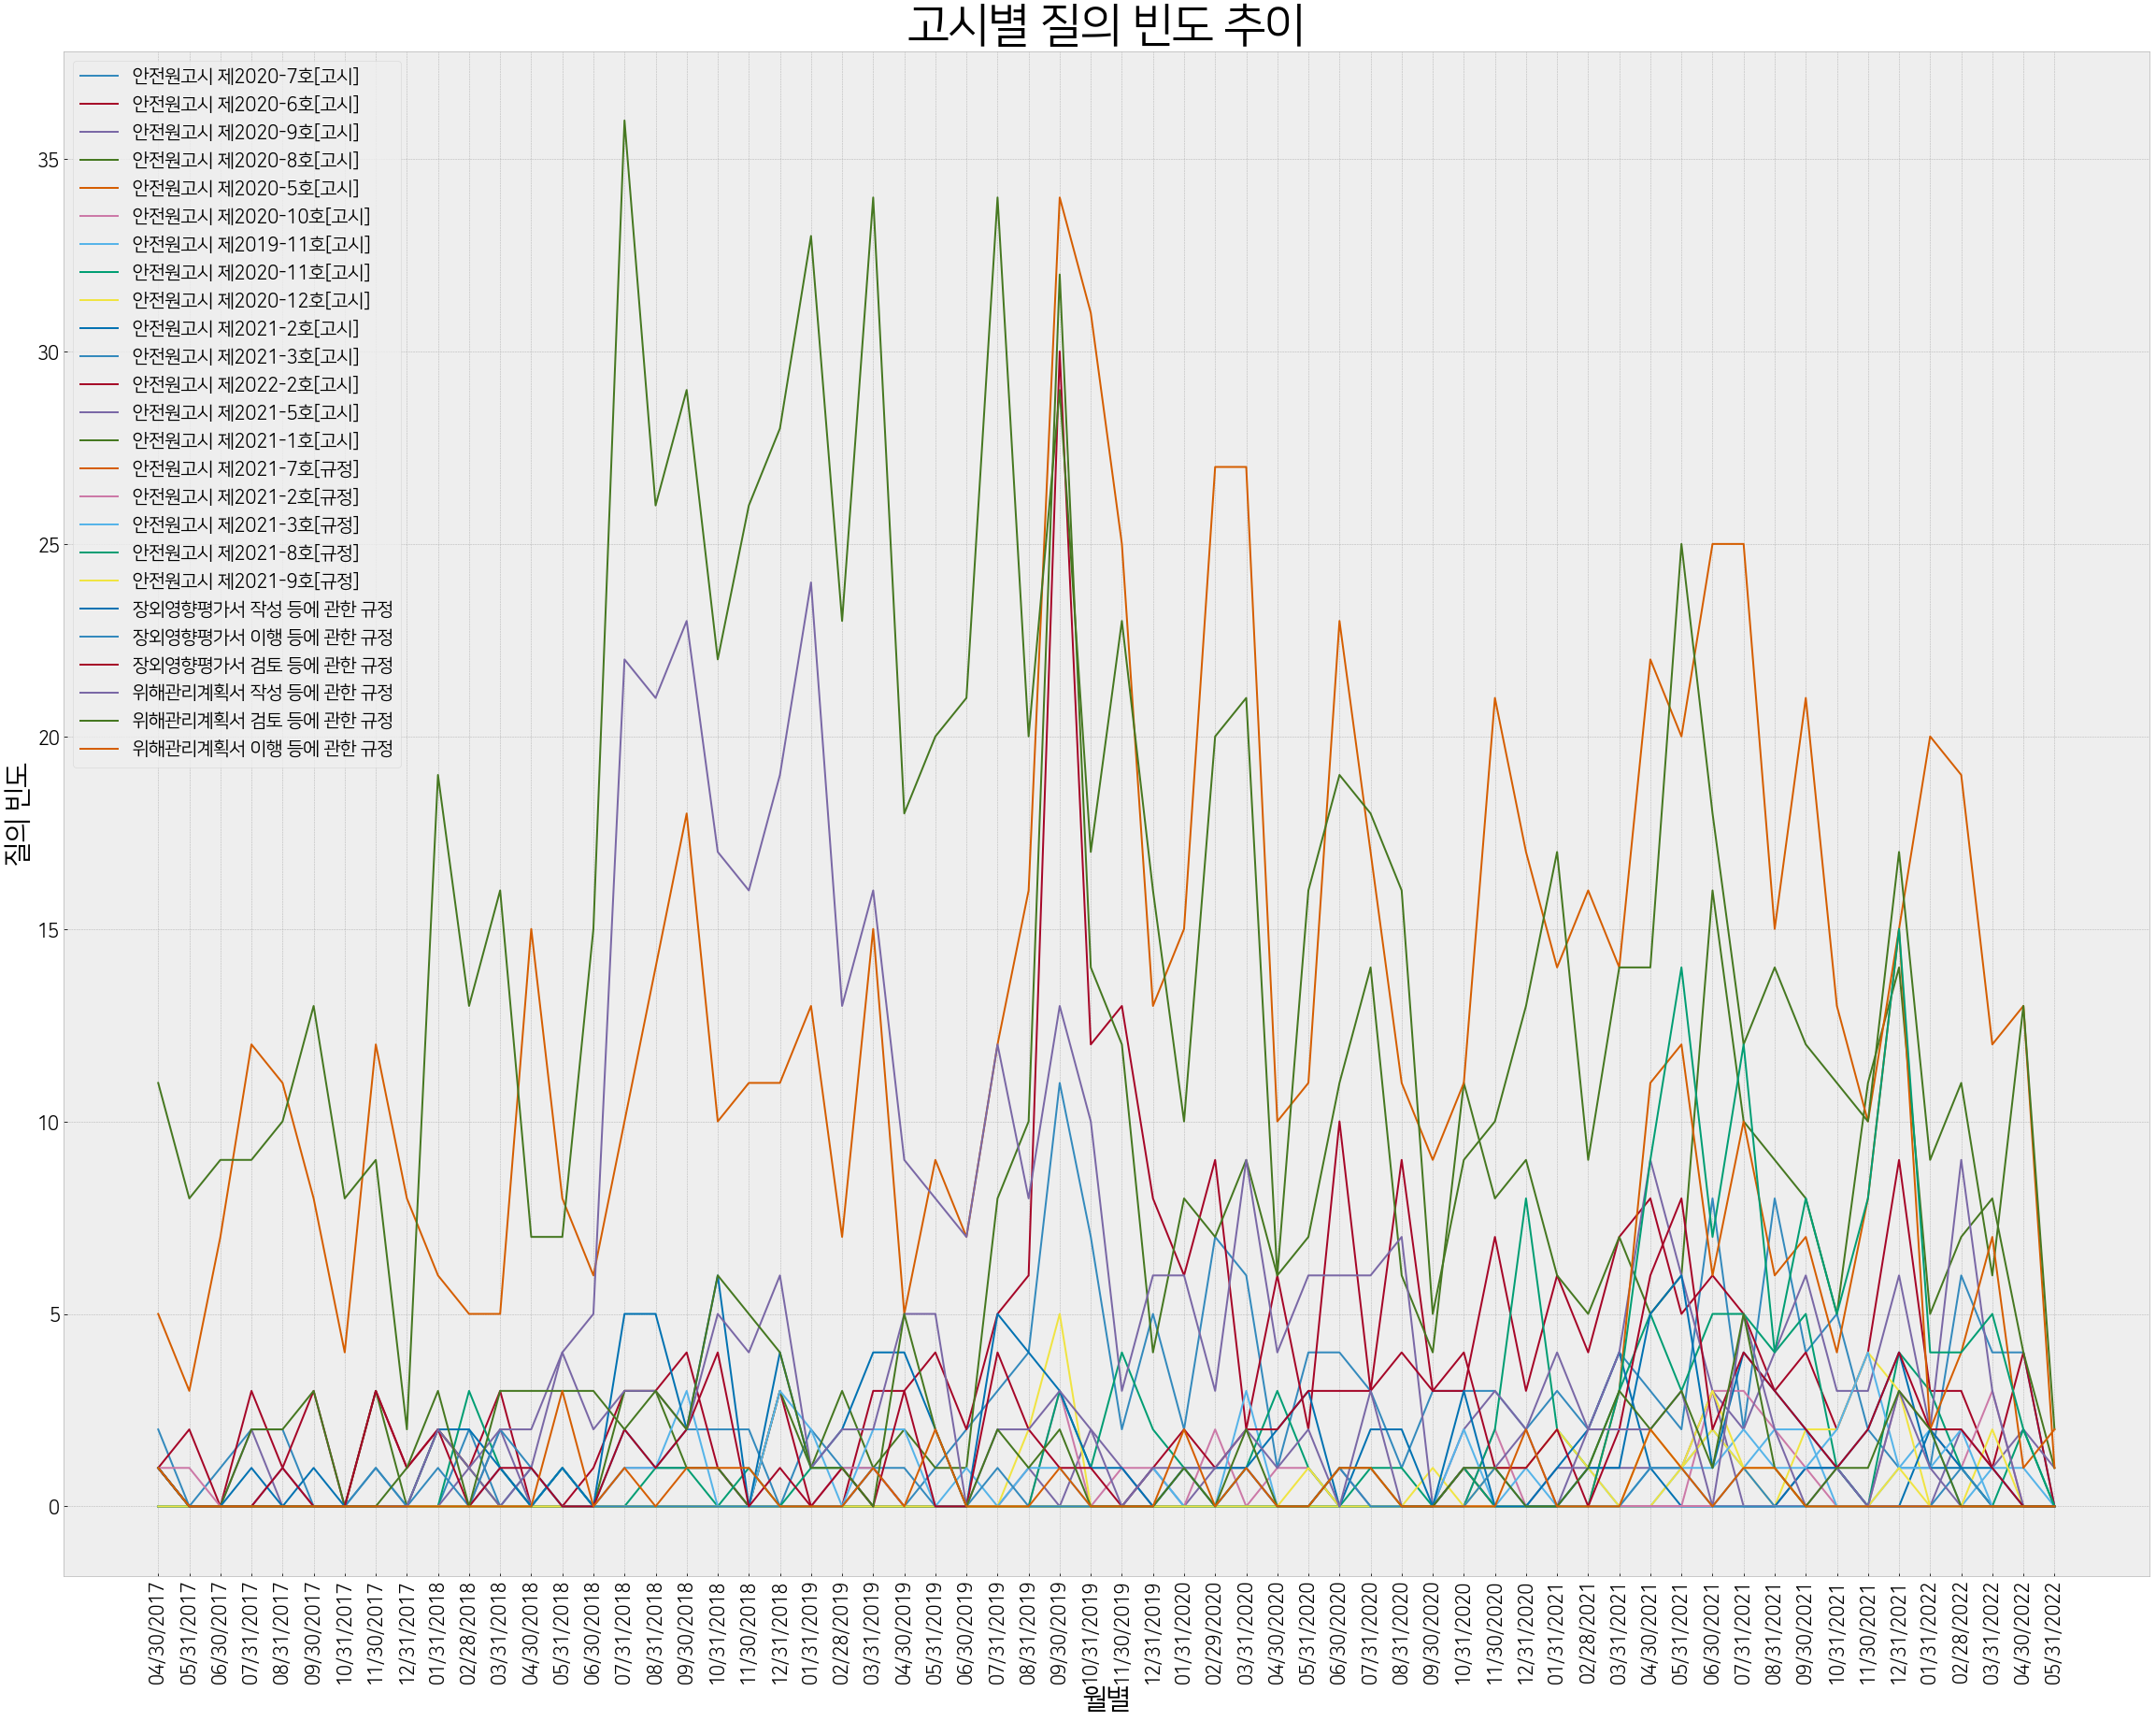 고시별 질의 빈도 추이
안전원고시 제2020-7호[고시]
안전원고시 제2020-6호[고시]
안전원고시 제2020-9호[고시]
안전원고시 제2020-8호[고시]
안전원고시 제2020-5호[고시]
안전원고시 제2020-10호[고시]
안전원고시 제2019-11호[고시]
안전원고시 제2020-11호[고시]
안전원고시 제2020-12호[고시]
안전원고시 제2021-2호[고시]
안전원고시 제2021-3호[고시]
안전원고시 제2022-2호[고시]
안전원고시 제2021-5호[고시]
안전원고시 제2021-1호[고시]
안전원고시 제2021-7호[규정]
안전원고시 제2021-2호[규정]
안전원고시 제2021-3호[규정]
안전원고시 제2021-8호[규정]
안전원고시 제2021-9호[규정]
장외영향평가서 작성 등에 관한 규정
장외영향평가서 이행 등에 관한 규정
장외영향평가서 검토 등에 관한 규정
위해관리계획서 작성 등에 관한 규정
위해관리계획서 검토 등에 관한 규정
위해관리계획서 이행 등에 관한 규정
질의 빈도
35
30
25
20
15
10
5
0
04/30/2017
05/31/2017
06/30/2017
07/31/2017
08/31/2017
09/30/2017
10/31/2017
11/30/2017
12/31/2017
01/31/2018
02/28/2018
03/31/2018
04/30/2018
05/31/2018
06/30/2018
07/31/2018
08/31/2018
09/30/2018
10/31/2018
11/30/2018
12/31/2018
01/31/2019
02/28/2019
03/31/2019
04/30/2019
05/31/2019
06/30/2019
07/31/2019
08/31/2019
09/30/2019
10/31/2019
11/30/2019
12/31/2019
01/31/2020
02/29/2020
03/31/2020
04/30/2020
05/31/2020
06/30/2020
07/31/2020
08/31/2020
09/30/2020
10/31/2020
11/30/2020
12/31/2020
01/31/2021
02/28/2021
03/31/2021
04/30/2021
05/31/2021
06/30/2021
07/31/2021
08/31/2021
09/30/2021
10/31/2021
11/30/2021
12/31/2021
01/31/2022
02/28/2022
03/31/2022
04/30/2022
05/31/2022
월별